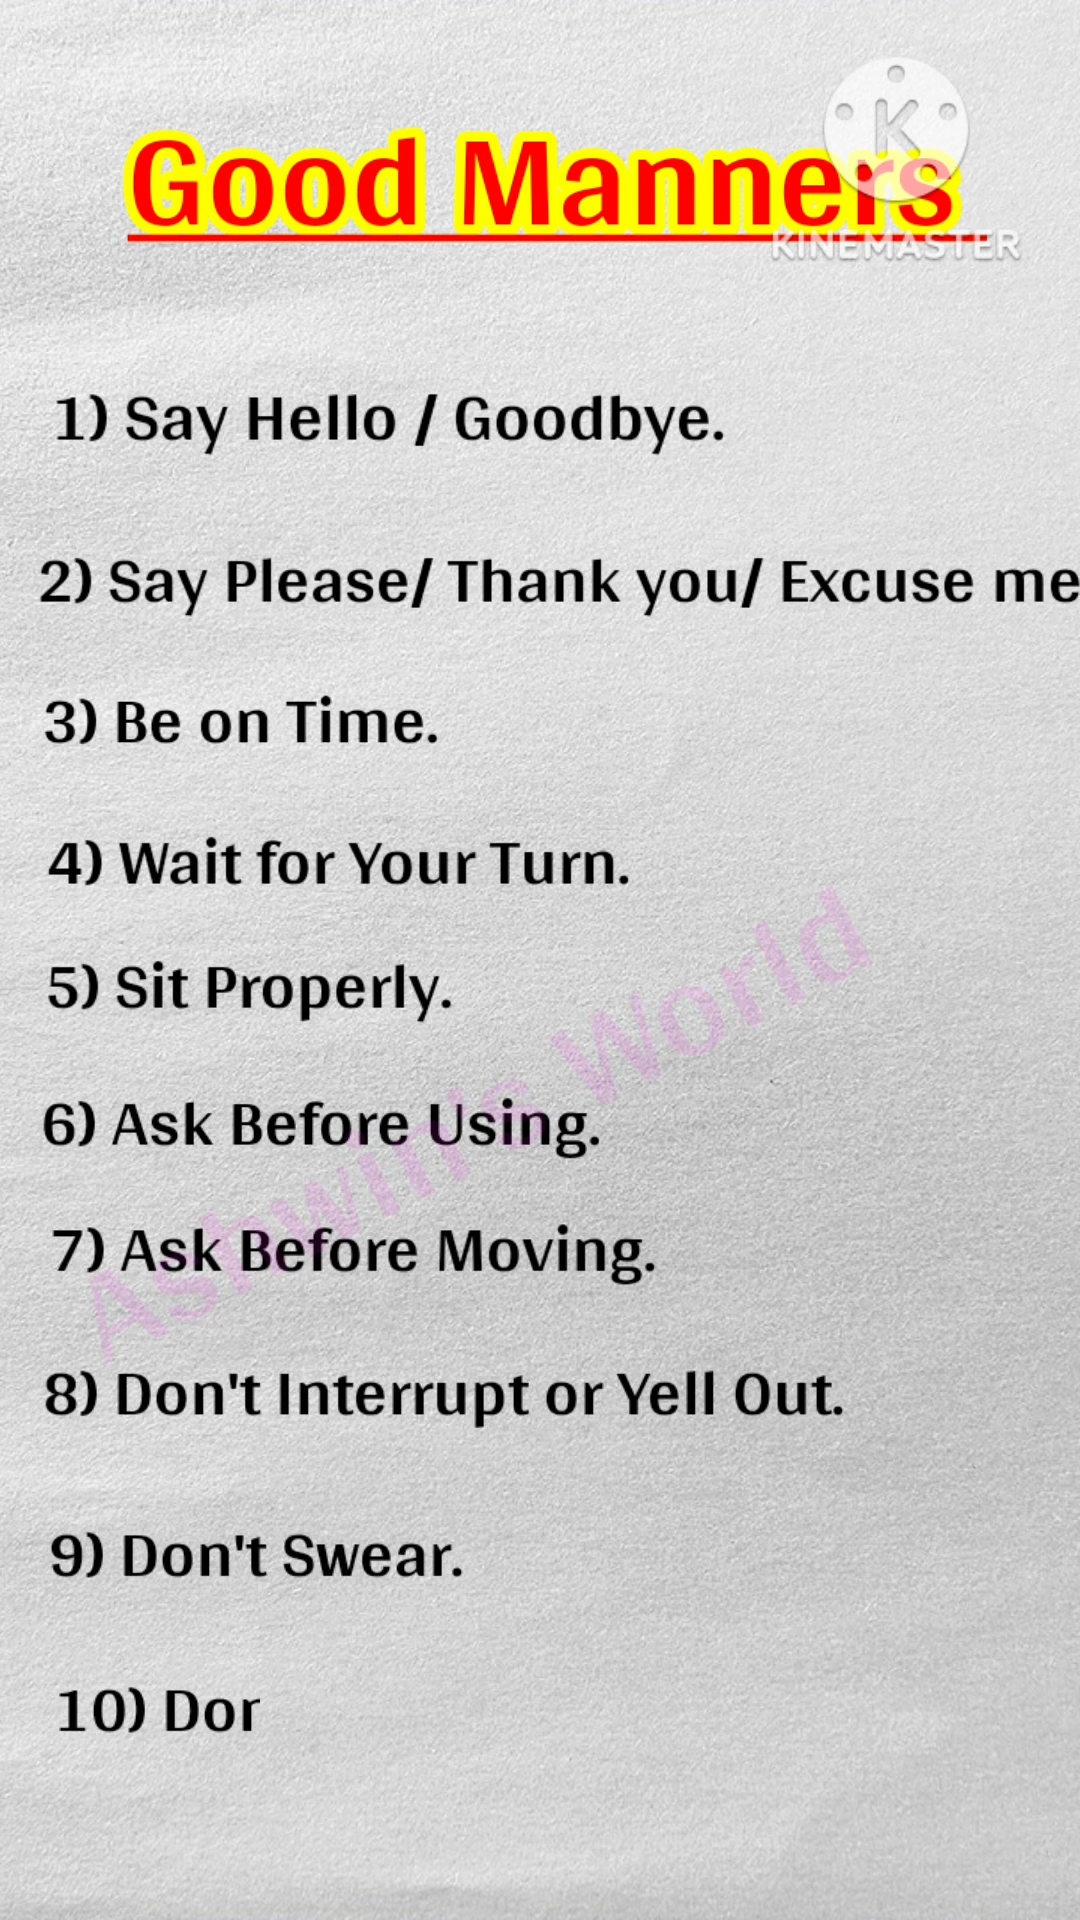 Good Manners
KINEMASTER
1) Say Hello / Goodbye.
2) Say Please/ Thank you/ Excuse me
3) Be on Time.
4) Wait for Your Turn.
5) Sit Properly.
6) Ask Before Using.
7) Ask Before Moving.
8) Don't Interrupt or Yell Out.
9) Don't Swear.
10) Dor
Ashwin's World